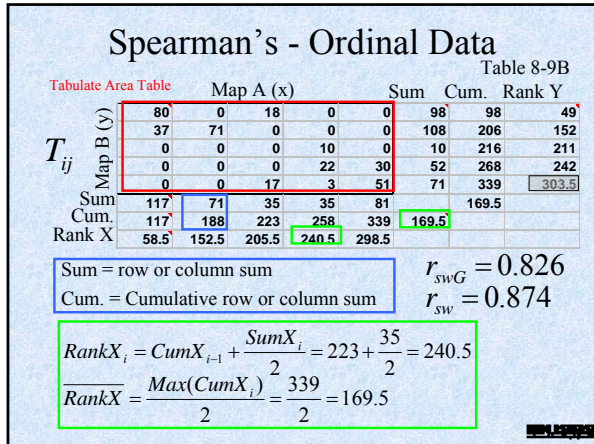 Spearman's - Ordinal Data
Table 8-9B
Tabulate Area Table Map A (x) Sum Cum. Rank Y
T_ij Map B (y)
80 0 18 0 0 98 98 49
37 71 0 0 0 108 206 152
0 0 0 10 0 10 216 211
0 0 0 22 30 52 268 242
0 0 17 3 51 71 339 303.5
Sum 117 71 35 35 81 169.5
Cum. 117 188 223 258 339 169.5
Rank X 58.5 152.5 205.5 240.5 298.5
Sum = row or column sum
Cum. = Cumulative row or column sum
r_swG = 0.826
r_sw = 0.874
RankX_i = CumX_{i-1} + SumX_i / 2 = 223 + 35 / 2 = 240.5
\overline{RankX} = Max(CumX_i) / 2 = 339 / 2 = 169.5